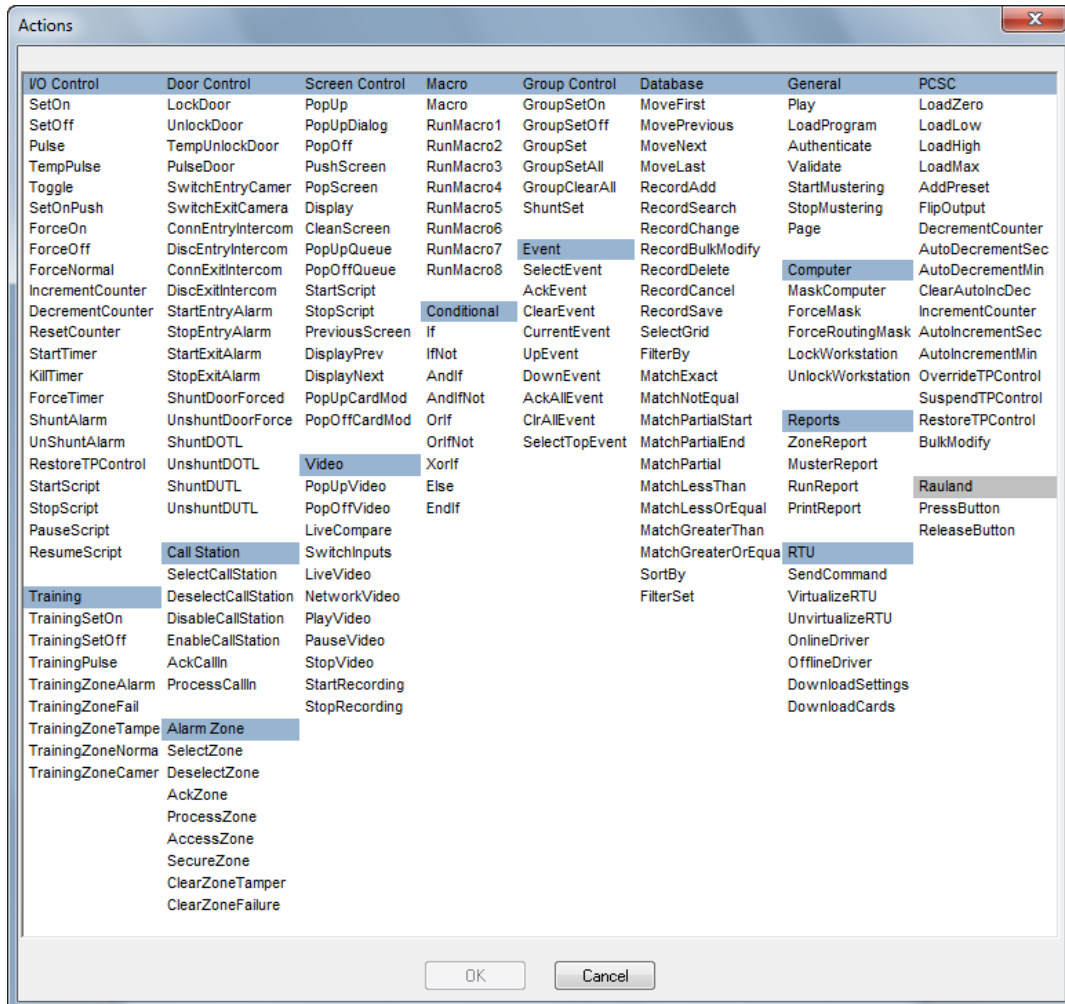 Actions
I/O Control
SetOn
SetOff
Pulse
TempPulse
Toggle
SetOnPush
ForceOn
ForceOff
ForceNormal
IncrementCounter
DecrementCounter
ResetCounter
StartTimer
KillTimer
ForceTimer
ShuntAlarm
UnShuntAlarm
RestoreTPControl
StartScript
StopScript
PauseScript
ResumeScript
Training
TrainingSetOn
TrainingSetOff
TrainingPulse
TrainingZoneAlarm
TrainingZoneFail
TrainingZoneTampe
TrainingZoneNorma
TrainingZoneCamer
Door Control
LockDoor
UnlockDoor
TempUnlockDoor
PulseDoor
SwitchEntryCamer
SwitchExitCamera
ConnEntryIntercom
DiscEntryIntercom
ConnExitIntercom
DiscExitIntercom
StartEntryAlarm
StopEntryAlarm
StartExitAlarm
StopExitAlarm
ShuntDoorForced
UnshuntDoorForce
ShuntDOTL
UnshuntDOTL
ShuntDUTL
UnshuntDUTL
Call Station
SelectCallStation
DeselectCallStation
DisableCallStation
EnableCallStation
AckCallIn
ProcessCallIn
Alarm Zone
SelectZone
DeselectZone
AckZone
ProcessZone
AccessZone
SecureZone
ClearZoneTamper
ClearZoneFailure
Screen Control
PopUp
PopUpDialog
PopOff
PushScreen
PopScreen
Display
CleanScreen
PopUpQueue
PopOffQueue
StartScript
StopScript
PreviousScreen
DisplayPrev
DisplayNext
PopUpCardMod
PopOffCardMod
Video
PopUpVideo
PopOffVideo
LiveCompare
SwitchInputs
LiveVideo
NetworkVideo
PlayVideo
PauseVideo
StopVideo
StartRecording
StopRecording
Macro
Macro
RunMacro1
RunMacro2
RunMacro3
RunMacro4
RunMacro5
RunMacro6
RunMacro7
RunMacro8
Conditional
If
IfNot
AndIf
AndIfNot
OrIf
OrIfNot
XorIf
Else
EndIf
Group Control
GroupSetOn
GroupSetOff
GroupSet
GroupSetAll
GroupClearAll
ShuntSet
Event
SelectEvent
AckEvent
ClearEvent
CurrentEvent
UpEvent
DownEvent
AckAllEvent
ClrAllEvent
SelectTopEvent
Database
MoveFirst
MovePrevious
MoveNext
MoveLast
RecordAdd
RecordSearch
RecordChange
RecordBulkModify
RecordDelete
RecordCancel
RecordSave
SelectGrid
FilterBy
MatchExact
MatchNotEqual
MatchPartialStart
MatchPartialEnd
MatchPartial
MatchLessThan
MatchLessOrEqual
MatchGreaterThan
MatchGreaterOrEqua
SortBy
FilterSet
General
Play
LoadProgram
Authenticate
Validate
StartMustering
StopMustering
Page
Computer
MaskComputer
ForceMask
ForceRoutingMask
LockWorkstation
UnlockWorkstation
Reports
ZoneReport
MusterReport
RunReport
PrintReport
RTU
SendCommand
VirtualizeRTU
UnvirtualizeRTU
OnlineDriver
OfflineDriver
DownloadSettings
DownloadCards
PCSC
LoadZero
LoadLow
LoadHigh
LoadMax
AddPreset
FlipOutput
DecrementCounter
AutoDecrementSec
AutoDecrementMin
ClearAutoIncDec
IncrementCounter
AutoIncrementSec
AutoIncrementMin
OverrideTPControl
SuspendTPControl
RestoreTPControl
BulkModify
Rauland
PressButton
ReleaseButton
OK
Cancel